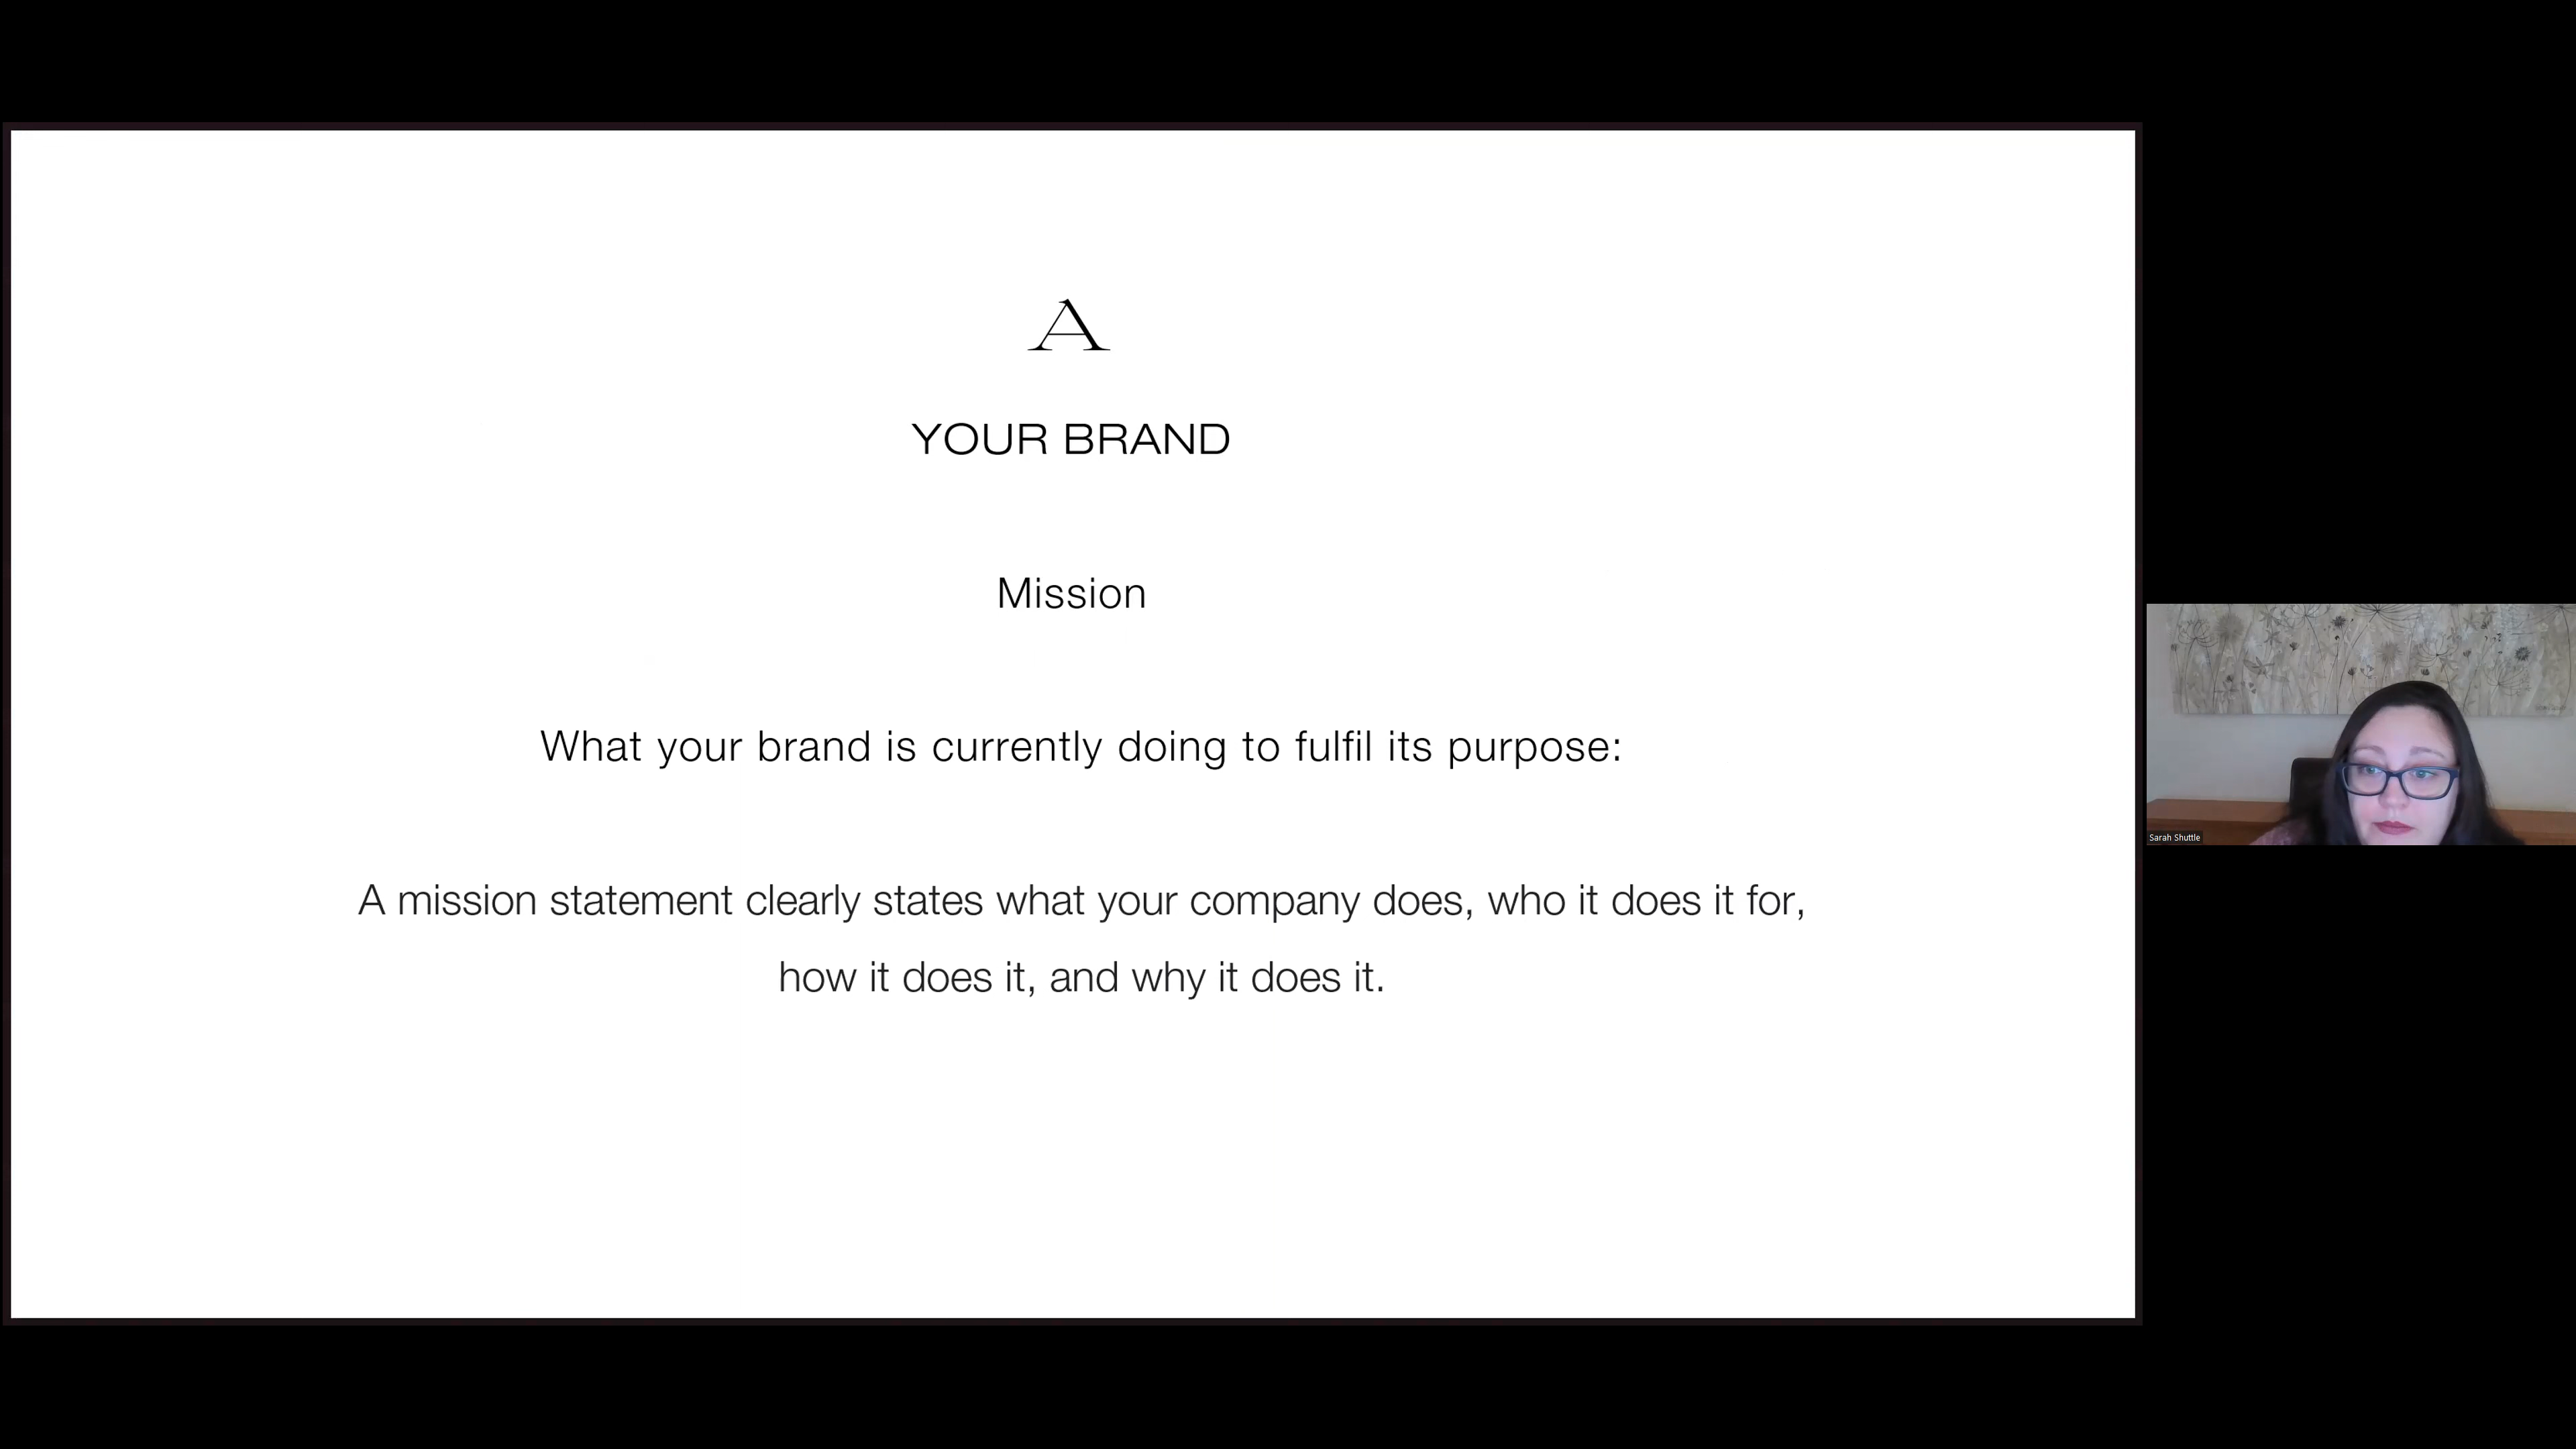 A
YOUR BRAND
Mission
What your brand is currently doing to fulfil its purpose:
A mission statement clearly states what your company does, who it does it for,
how it does it, and why it does it.
Sarah Shuttle